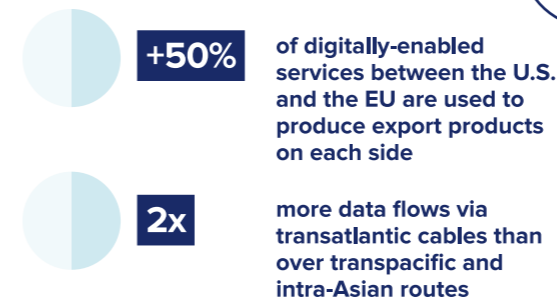 +50%
of digitally-enabled
services between the U.S.
and the EU are used to
produce export products
on each side
2x
more data flows via
transatlantic cables than
over transpacific and
intra-Asian routes